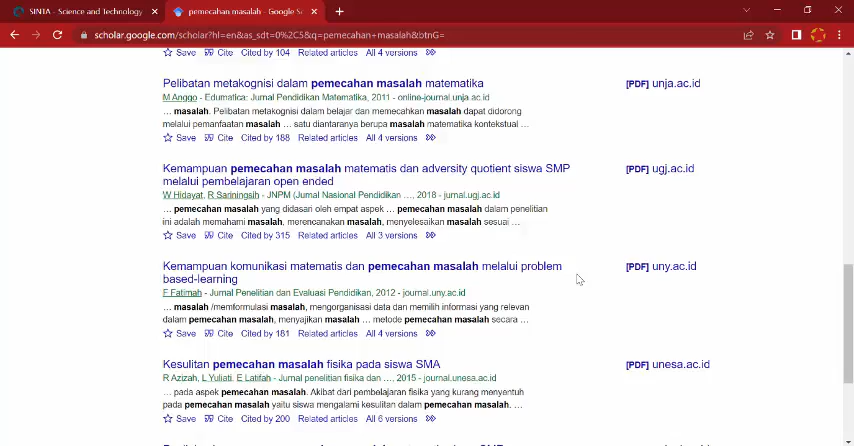 SINTA - Science and Technology
pemecahan masalah - Google S
scholar.google.com/scholar?hl=en&as_sdt=0%2C5&q=pemecahan+masalah&btnG=
Save Cite Cited by 104 Related articles All 4 versions
Pelibatan metakognisi dalam pemecahan masalah matematika [PDF] unja.ac.id
M Anggo - Edumatica: Jurnal Pendidikan Matematika, 2011 - online-journal.unja.ac.id
… masalah. Pelibatan metakognisi dalam belajar dan memecahkan masalah dapat didorong
melalui pemanfaatan masalah … satu diantaranya berupa masalah matematika kontekstual …
Save Cite Cited by 188 Related articles All 4 versions
Kemampuan pemecahan masalah matematis dan adversity quotient siswa SMP [PDF] ugj.ac.id
melalui pembelajaran open ended
W Hidayat, R Sariningsih - JNPM (Jurnal Nasional Pendidikan …, 2018 - jurnal.ugj.ac.id
… pemecahan masalah yang didasari oleh empat aspek … pemecahan masalah dalam penelitian
ini adalah memahami masalah, merencanakan masalah, menyelesaikan masalah sesuai …
Save Cite Cited by 315 Related articles All 3 versions
Kemampuan komunikasi matematis dan pemecahan masalah melalui problem [PDF] uny.ac.id
based-learning
F Fatimah - Jurnal Penelitian dan Evaluasi Pendidikan, 2012 - journal.uny.ac.id
… masalah /memformulasi masalah, mengorganisasi data dan memilih informasi yang relevan
dalam pemecahan masalah, menyajikan masalah … metode pemecahan masalah secara …
Save Cite Cited by 181 Related articles All 4 versions
Kesulitan pemecahan masalah fisika pada siswa SMA [PDF] unesa.ac.id
R Azizah, L Yuliati, E Latifah - Jurnal penelitian fisika dan …, 2015 - journal.unesa.ac.id
… pada aspek pemecahan masalah. Akibat dari pembelajaran fisika yang kurang menyentuh
pada pemecahan masalah yaitu siswa mengalami kesulitan dalam pemecahan masalah. …
Save Cite Cited by 200 Related articles All 6 versions